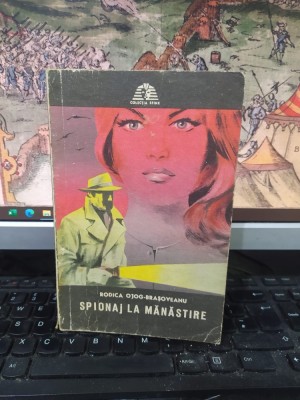 COLECȚIA SFINX
RODICA OJOG-BRAȘOVEANU
SPIONAJ LA MĂNĂSTIRE